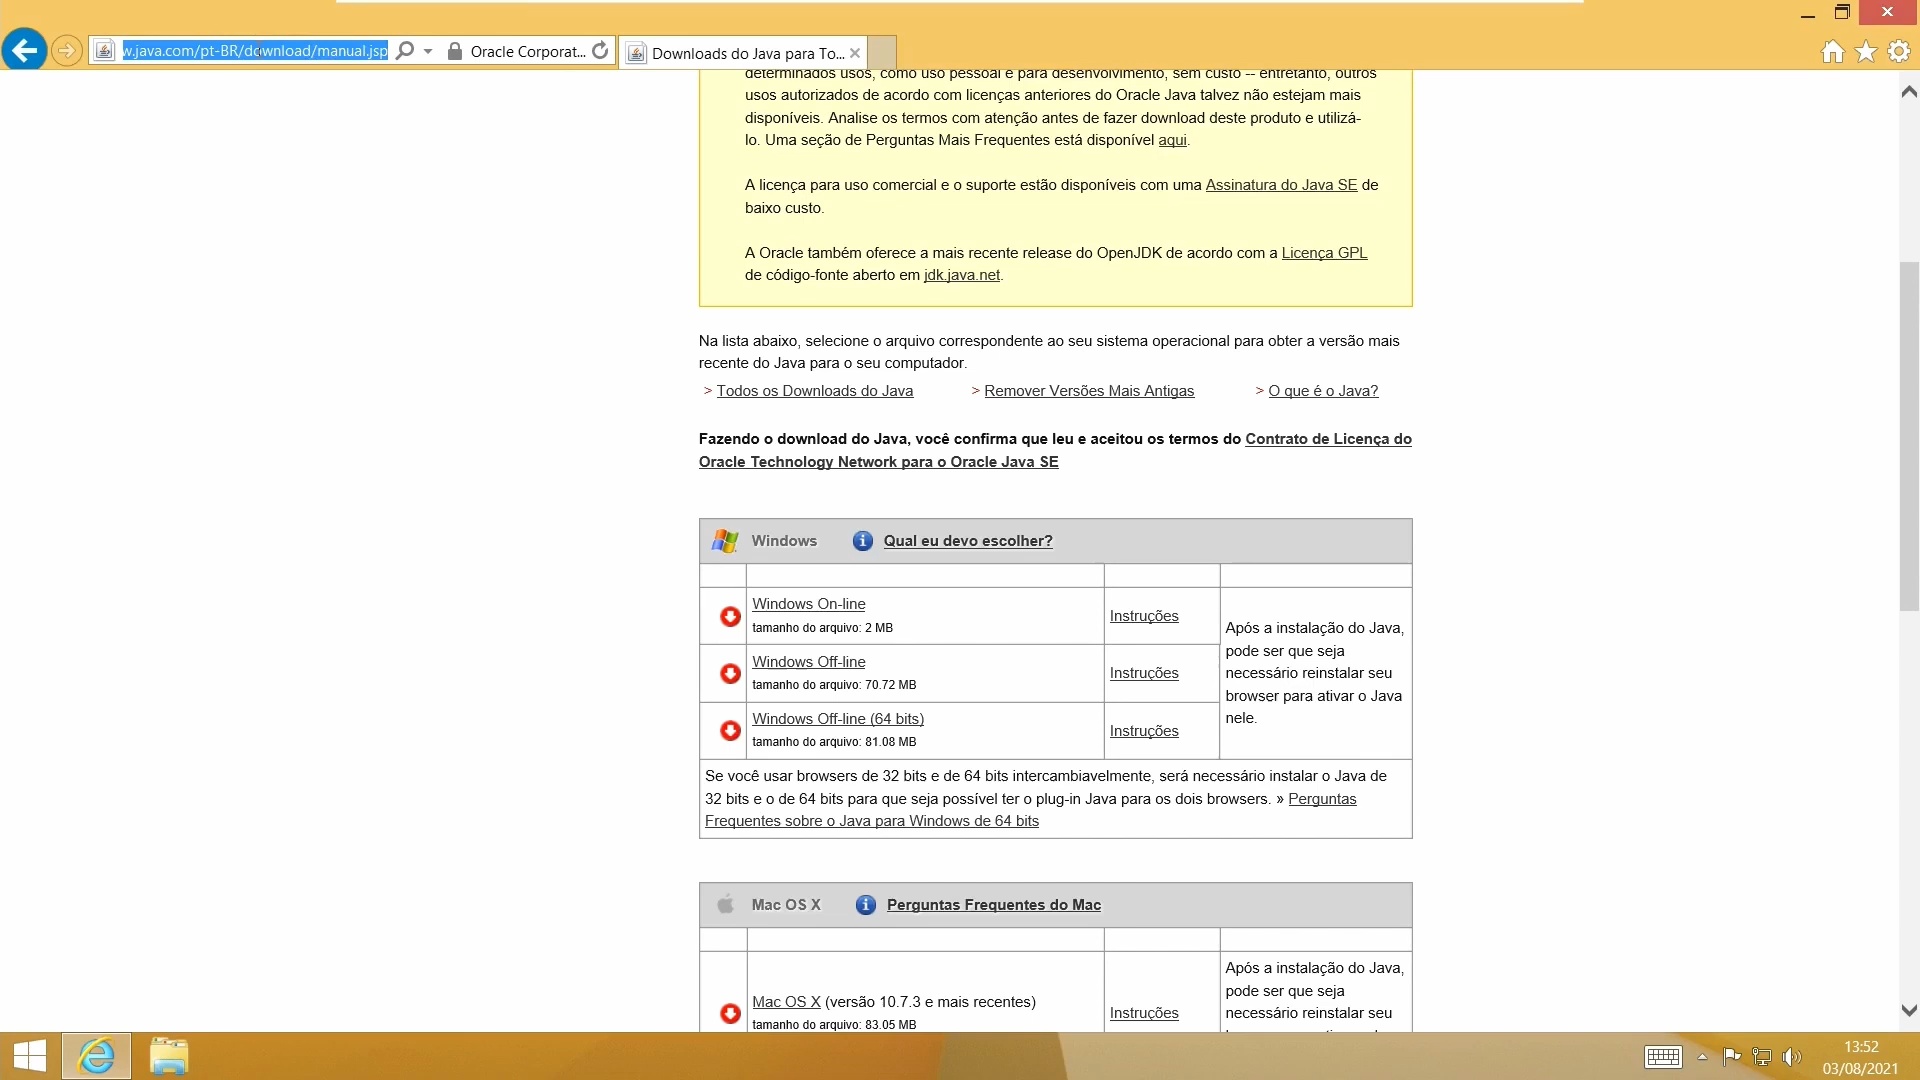 w.java.com/pt-BR/download/manual.jsp
Oracle Corporat...
Downloads do Java para To...
determinados usos, como uso pessoal e para desenvolvimento, sem custo -- entretanto, outros
usos autorizados de acordo com licenças anteriores do Oracle Java talvez não estejam mais
disponíveis. Analise os termos com atenção antes de fazer download deste produto e utilizá-
lo. Uma seção de Perguntas Mais Frequentes está disponível aqui.
A licença para uso comercial e o suporte estão disponíveis com uma Assinatura do Java SE de
baixo custo.
A Oracle também oferece a mais recente release do OpenJDK de acordo com a Licença GPL
de código-fonte aberto em jdk.java.net.
Na lista abaixo, selecione o arquivo correspondente ao seu sistema operacional para obter a versão mais
recente do Java para o seu computador.
> Todos os Downloads do Java > Remover Versões Mais Antigas > O que é o Java?
Fazendo o download do Java, você confirma que leu e aceitou os termos do Contrato de Licença do
Oracle Technology Network para o Oracle Java SE
Windows Qual eu devo escolher?
Windows On-line
tamanho do arquivo: 2 MB
Instruções
Windows Off-line
tamanho do arquivo: 70.72 MB
Instruções
Windows Off-line (64 bits)
tamanho do arquivo: 81.08 MB
Instruções
Após a instalação do Java,
pode ser que seja
necessário reinstalar seu
browser para ativar o Java
nele.
Se você usar browsers de 32 bits e de 64 bits intercambiavelmente, será necessário instalar o Java de
32 bits e o de 64 bits para que seja possível ter o plug-in Java para os dois browsers. » Perguntas
Frequentes sobre o Java para Windows de 64 bits
Mac OS X Perguntas Frequentes do Mac
Mac OS X (versão 10.7.3 e mais recentes)
tamanho do arquivo: 83.05 MB
Instruções
Após a instalação do Java,
pode ser que seja
necessário reinstalar seu
13:52
03/08/2021